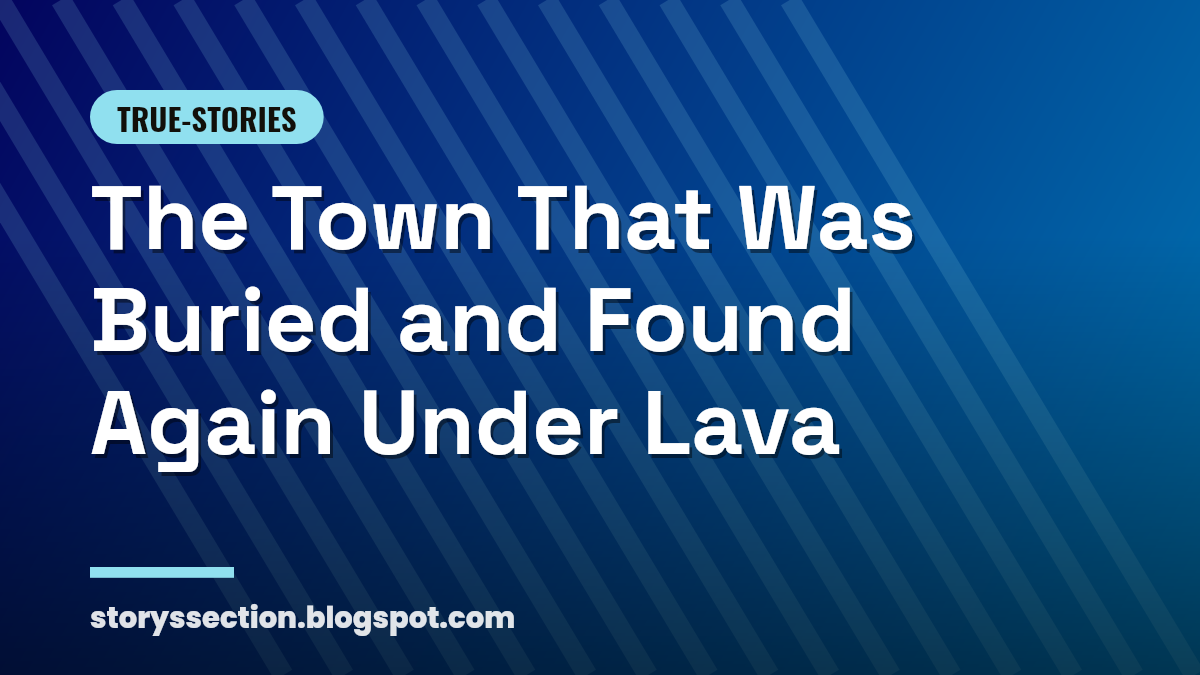 TRUE-STORIES
The Town That Was
Buried and Found
Again Under Lava
storyssection.blogspot.com